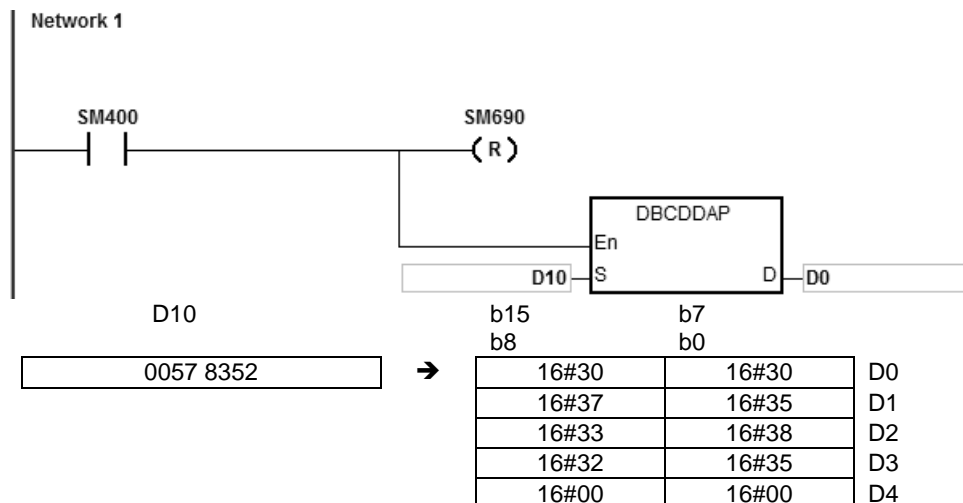 Network 1
SM400 SM690
( R )
DBCDDAP
En
D10 S D D0
D10 b15 b7
b8 b0
0057 8352 ➔ 16#30 16#30 D0
16#37 16#35 D1
16#33 16#38 D2
16#32 16#35 D3
16#00 16#00 D4